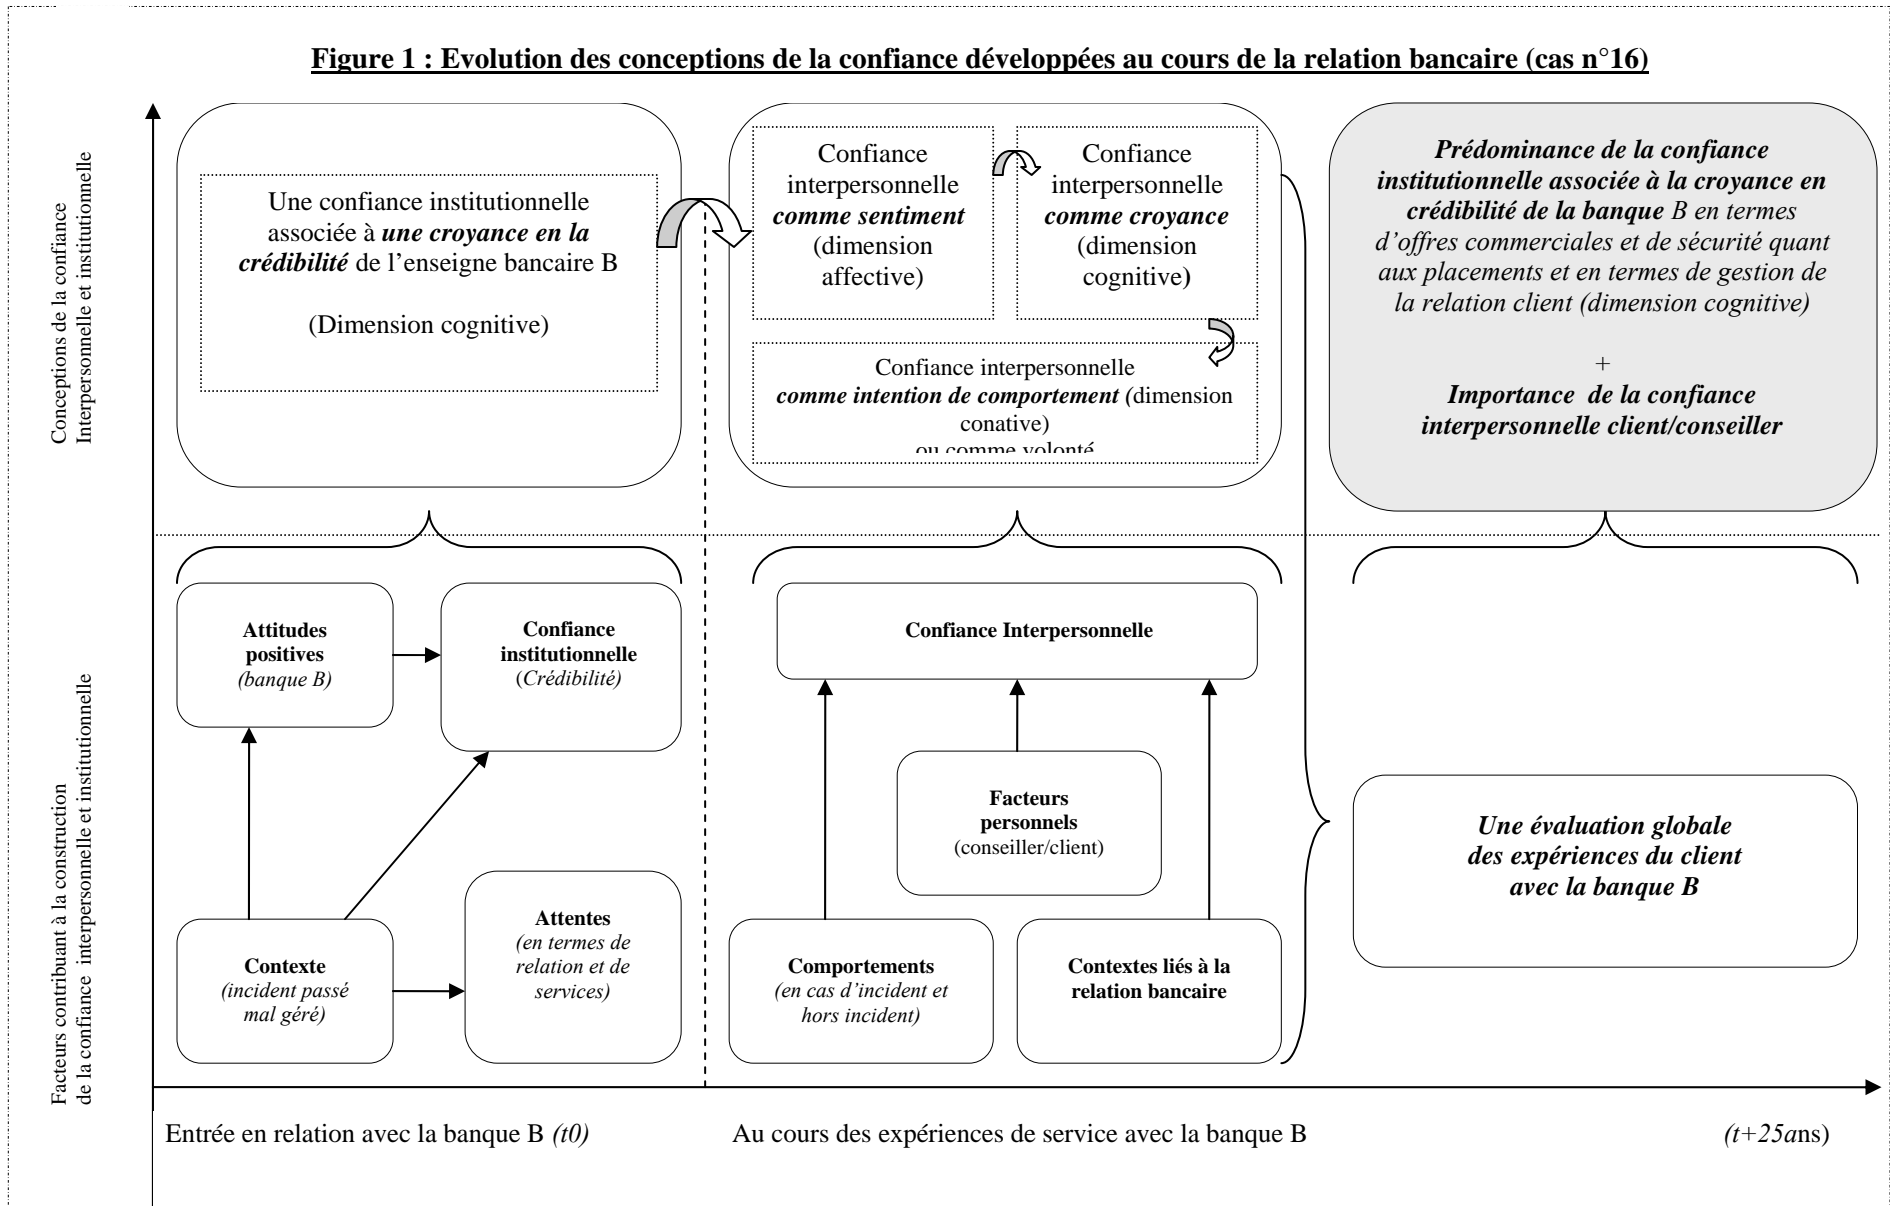 Figure 1 : Evolution des conceptions de la confiance développées au cours de la relation bancaire (cas n°16)
Conceptions de la confiance
Interpersonnelle et institutionnelle
Une confiance institutionnelle
associée à une croyance en la
crédibilité de l’enseigne bancaire B
(Dimension cognitive)
Confiance
interpersonnelle
comme sentiment
(dimension
affective)
Confiance
interpersonnelle
comme croyance
(dimension
cognitive)
Confiance interpersonnelle
comme intention de comportement (dimension
conative)
ou comme volonté
Prédominance de la confiance
institutionnelle associée à la croyance en
crédibilité de la banque B en termes
d’offres commerciales et de sécurité quant
aux placements et en termes de gestion de
la relation client (dimension cognitive)
+
Importance de la confiance
interpersonnelle client/conseiller
Facteurs contribuant à la construction
de la confiance interpersonnelle et institutionnelle
Attitudes
positives
(banque B)
Confiance
institutionnelle
(Crédibilité)
Contexte
(incident passé
mal géré)
Attentes
(en termes de
relation et de
services)
Confiance Interpersonnelle
Facteurs
personnels
(conseiller/client)
Comportements
(en cas d’incident et
hors incident)
Contextes liés à la
relation bancaire
Une évaluation globale
des expériences du client
avec la banque B
Entrée en relation avec la banque B (t0)
Au cours des expériences de service avec la banque B
(t+25ans)